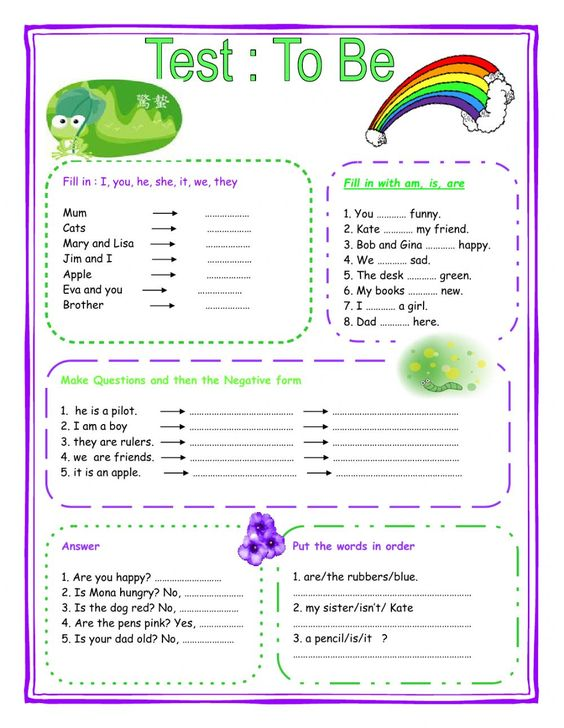 Test : To Be
驚蟄
Fill in : I, you, he, she, it, we, they
Mum ..................
Cats ..................
Mary and Lisa ..................
Jim and I ..................
Apple ..................
Eva and you ..................
Brother ..................
Fill in with am, is, are
1. You ............ funny.
2. Kate ............ my friend.
3. Bob and Gina ............ happy.
4. We ............ sad.
5. The desk ............ green.
6. My books ............ new.
7. I ............ a girl.
8. Dad ............ here.
Make Questions and then the Negative form
1. he is a pilot. .......................................... ..........................................
2. I am a boy .......................................... ..........................................
3. they are rulers. .......................................... ..........................................
4. we are friends. .......................................... ..........................................
5. it is an apple. .......................................... ..........................................
Answer
1. Are you happy? ..........................
2. Is Mona hungry? No, ..................
3. Is the dog red? No, ..................
4. Are the pens pink? Yes, ...............
5. Is your dad old? No, ..................
Put the words in order
1. are/the rubbers/blue.
..................................................
2. my sister/isn’t/ Kate
..................................................
3. a pencil/is/it ?
..................................................